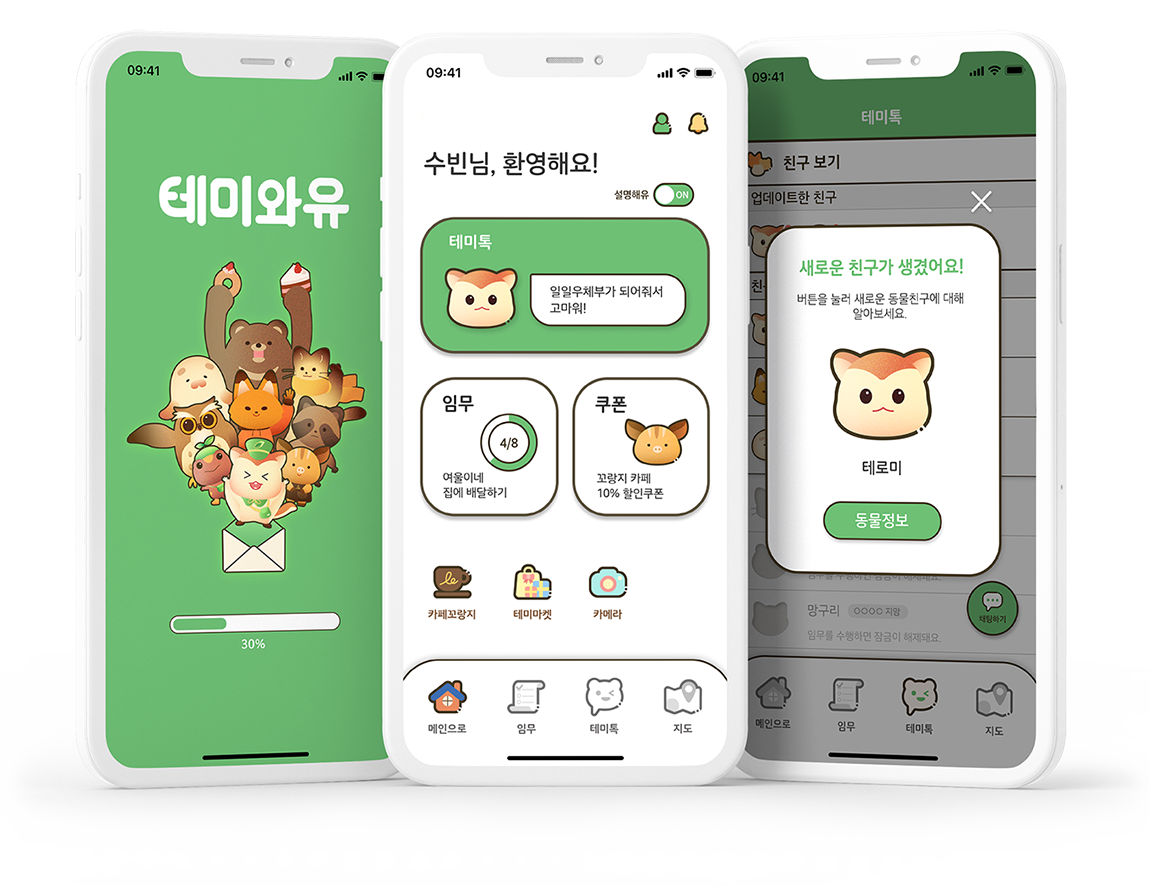 09:41
테미와유
30%
09:41
수빈님, 환영해요!
설명해유
ON
테미톡
일일우체부가 되어줘서
고마워!
임무
4/8
여울이네
집에 배달하기
쿠폰
꼬랑지 카페
10% 할인쿠폰
카페꼬랑지
테미마켓
카메라
메인으로
임무
테미톡
지도
09:41
테미톡
친구 보기
업데이트한 친구
새로운 친구가 생겼어요!
버튼을 눌러 새로운 동물친구에 대해
알아보세요.
테로미
동물정보
망구리
임무를 수행하면 잠금이 해제돼요.
채팅하기
메인으로
임무
테미톡
지도